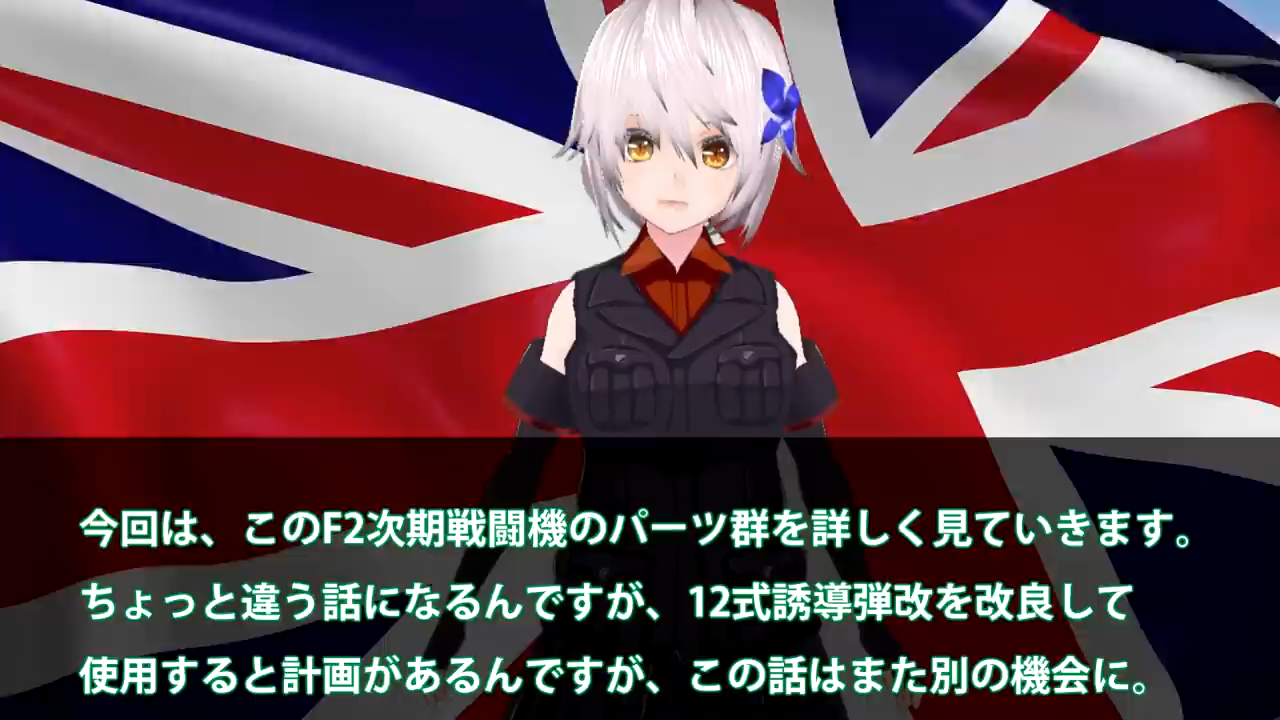 今回は、このF2次期戦闘機のパーツ群を詳しく見ていきます。
ちょっと違う話になるんですが、12式誘導弾改を改良して
使用すると計画があるんですが、この話はまた別の機会に。